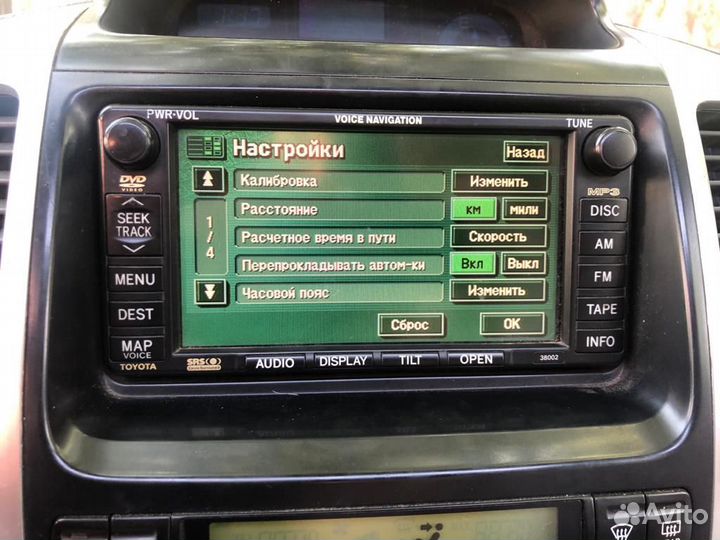 PWR·VOL
VOICE NAVIGATION
TUNE
Настройки
Назад
DVD
VIDEO
MP3
Калибровка
Изменить
SEEK
TRACK
DISC
Расстояние
км
мили
1/4
Расчетное время в пути
Скорость
AM
Перепрокладывать автом-ки
Вкл
Выкл
MENU
FM
Часовой пояс
Изменить
DEST
TAPE
Сброс
OK
MAP
VOICE
INFO
TOYOTA
SRS
AUDIO
DISPLAY
TILT
OPEN
38002
Avito